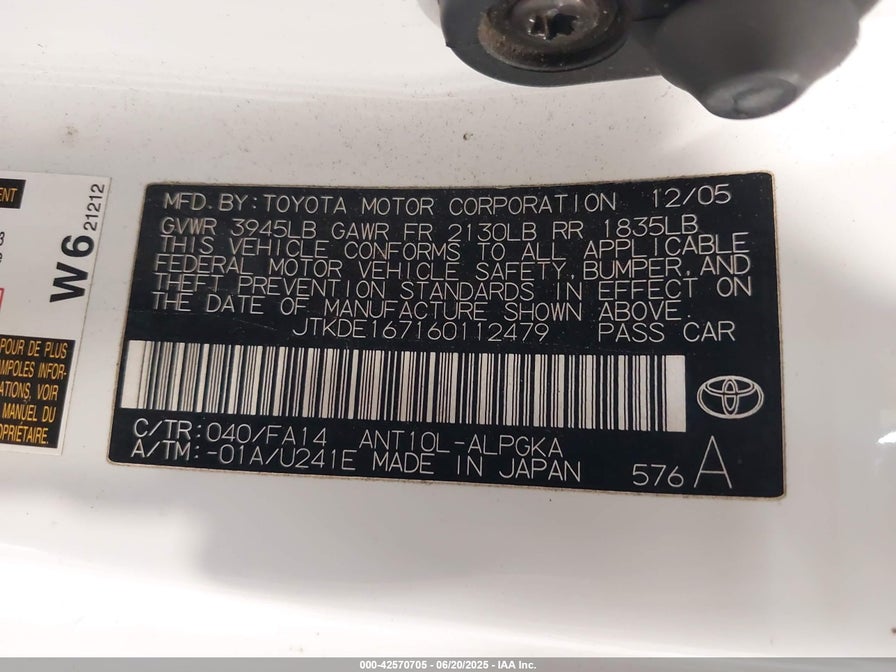 MFD. BY: TOYOTA MOTOR CORPORATION 12/05
GVWR 3945LB GAWR FR 2130LB RR 1835LB
THIS VEHICLE CONFORMS TO ALL APPLICABLE
FEDERAL MOTOR VEHICLE SAFETY, BUMPER, AND
THEFT PREVENTION STANDARDS IN EFFECT ON
THE DATE OF MANUFACTURE SHOWN ABOVE.
JTKDE167160112479 PASS CAR
C/TR: 040/FA14 ANT10L-ALPGKA
A/TM: -01A/U241E MADE IN JAPAN
576 A
W6 21212
POUR DE PLUS
AMPOLES INFOR-
ATIONS, VOIR
MANUEL DU
OPRIÉTAIRE.
000-42570705 - 06/20/2025 - IAA Inc.